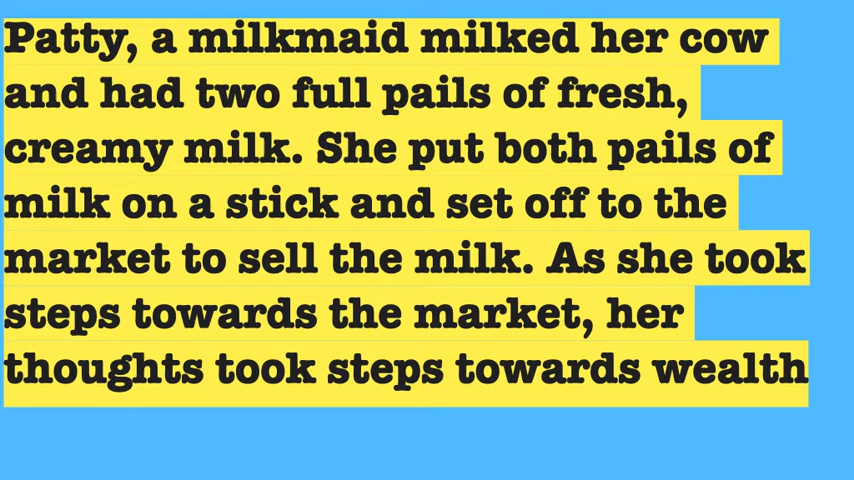 Patty, a milkmaid milked her cow
and had two full pails of fresh,
creamy milk. She put both pails of
milk on a stick and set off to the
market to sell the milk. As she took
steps towards the market, her
thoughts took steps towards wealth